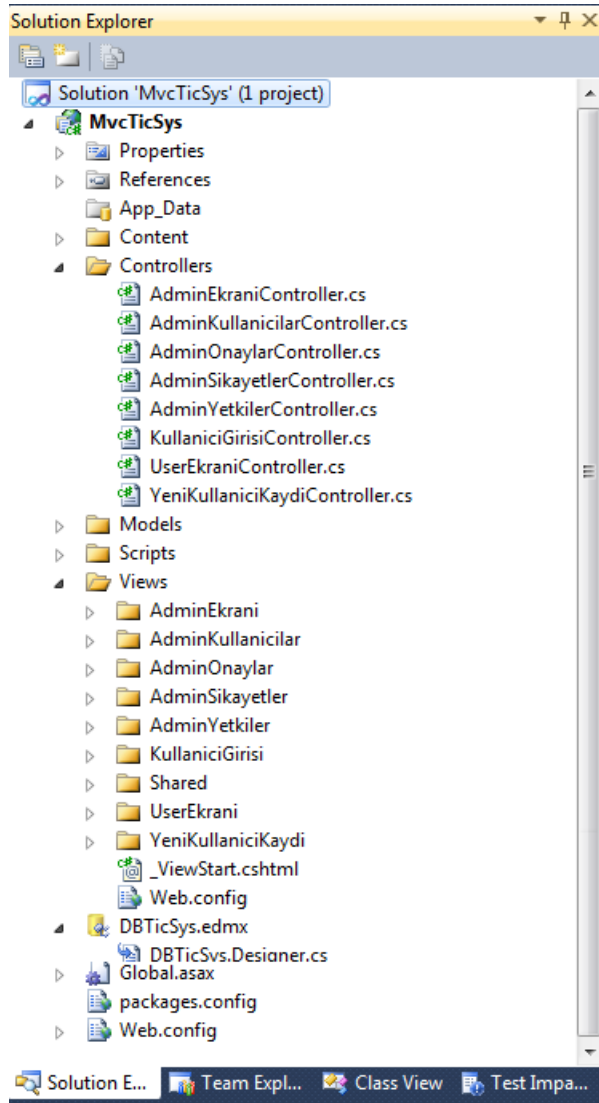 Solution Explorer
Solution 'MvcTicSys' (1 project)
MvcTicSys
Properties
References
App_Data
Content
Controllers
AdminEkraniController.cs
AdminKullanicilarController.cs
AdminOnaylarController.cs
AdminSikayetlerController.cs
AdminYetkilerController.cs
KullaniciGirisiController.cs
UserEkraniController.cs
YeniKullaniciKaydiController.cs
Models
Scripts
Views
AdminEkrani
AdminKullanicilar
AdminOnaylar
AdminSikayetler
AdminYetkiler
KullaniciGirisi
Shared
UserEkrani
YeniKullaniciKaydi
_ViewStart.cshtml
Web.config
DBTicSys.edmx
DBTicSys.Designer.cs
Global.asax
packages.config
Web.config
Solution E... Team Expl... Class View Test Impa...